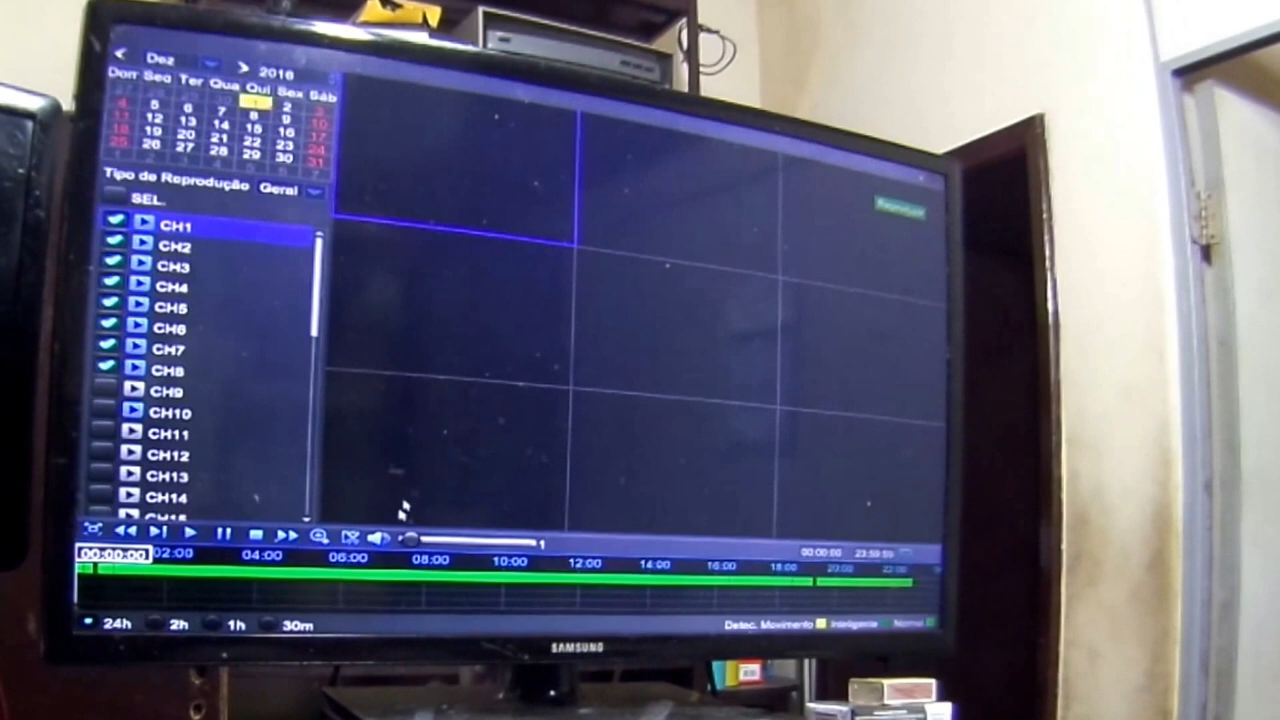 < Dez > 2016
Dom Seg Ter Qua Qui Sex Sáb
1 2 3
4 5 6 7 8 9 10
11 12 13 14 15 16 17
18 19 20 21 22 23 24
25 26 27 28 29 30 31
Tipo de Reprodução Geral
SEL.
CH1
CH2
CH3
CH4
CH5
CH6
CH7
CH8
CH9
CH10
CH11
CH12
CH13
CH14
CH15
1
00:00:00 23:59:59
00:00:00 02:00 04:00 06:00 08:00 10:00 12:00 14:00 16:00 18:00 20:00 22:00
24h 2h 1h 30m
Detec. Movimento Inteligente Normal
SAMSUNG